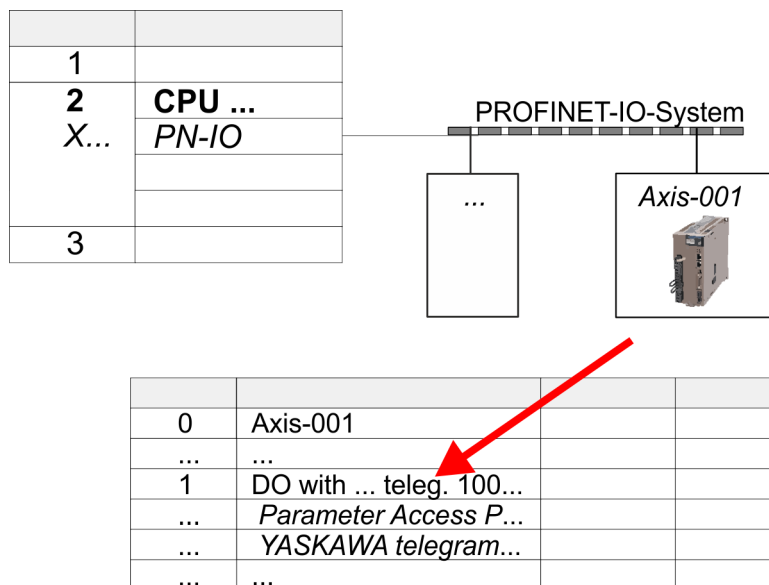 1
2 CPU ...
X... PN-IO
3
PROFINET-IO-System
...
Axis-001
0 Axis-001
... ...
1 DO with ... teleg. 100...
... Parameter Access P...
... YASKAWA telegram...
... ...